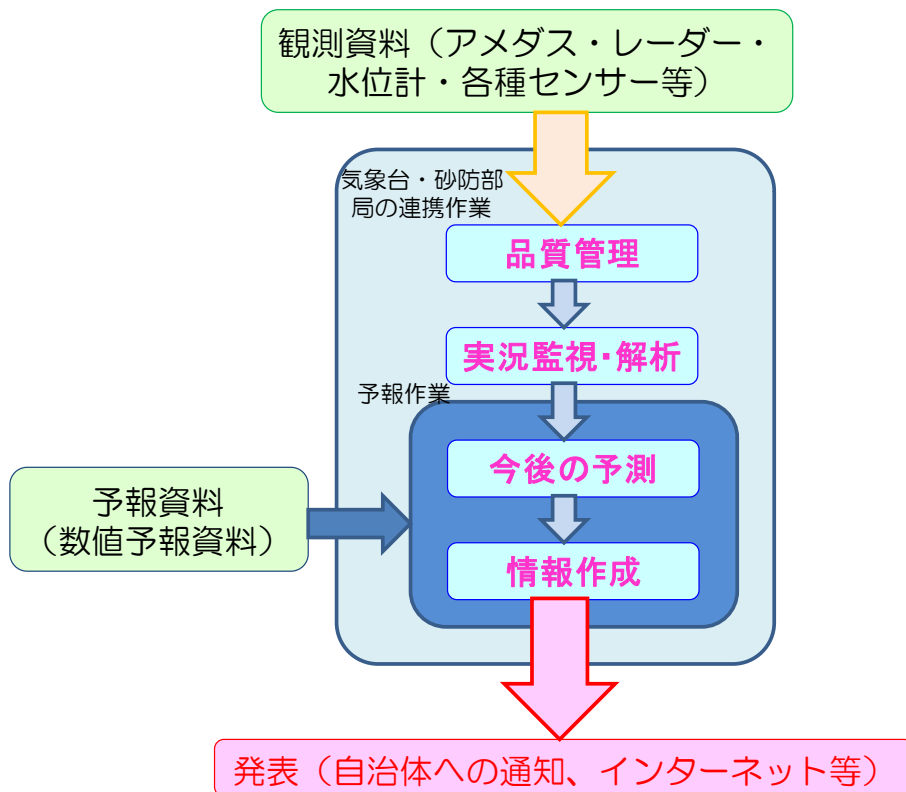 観測資料（アメダス・レーダー・
水位計・各種センサー等）
気象台・砂防部
局の連携作業
品質管理
実況監視・解析
予報作業
今後の予測
予報資料
（数値予報資料）
情報作成
発表（自治体への通知、インターネット等）